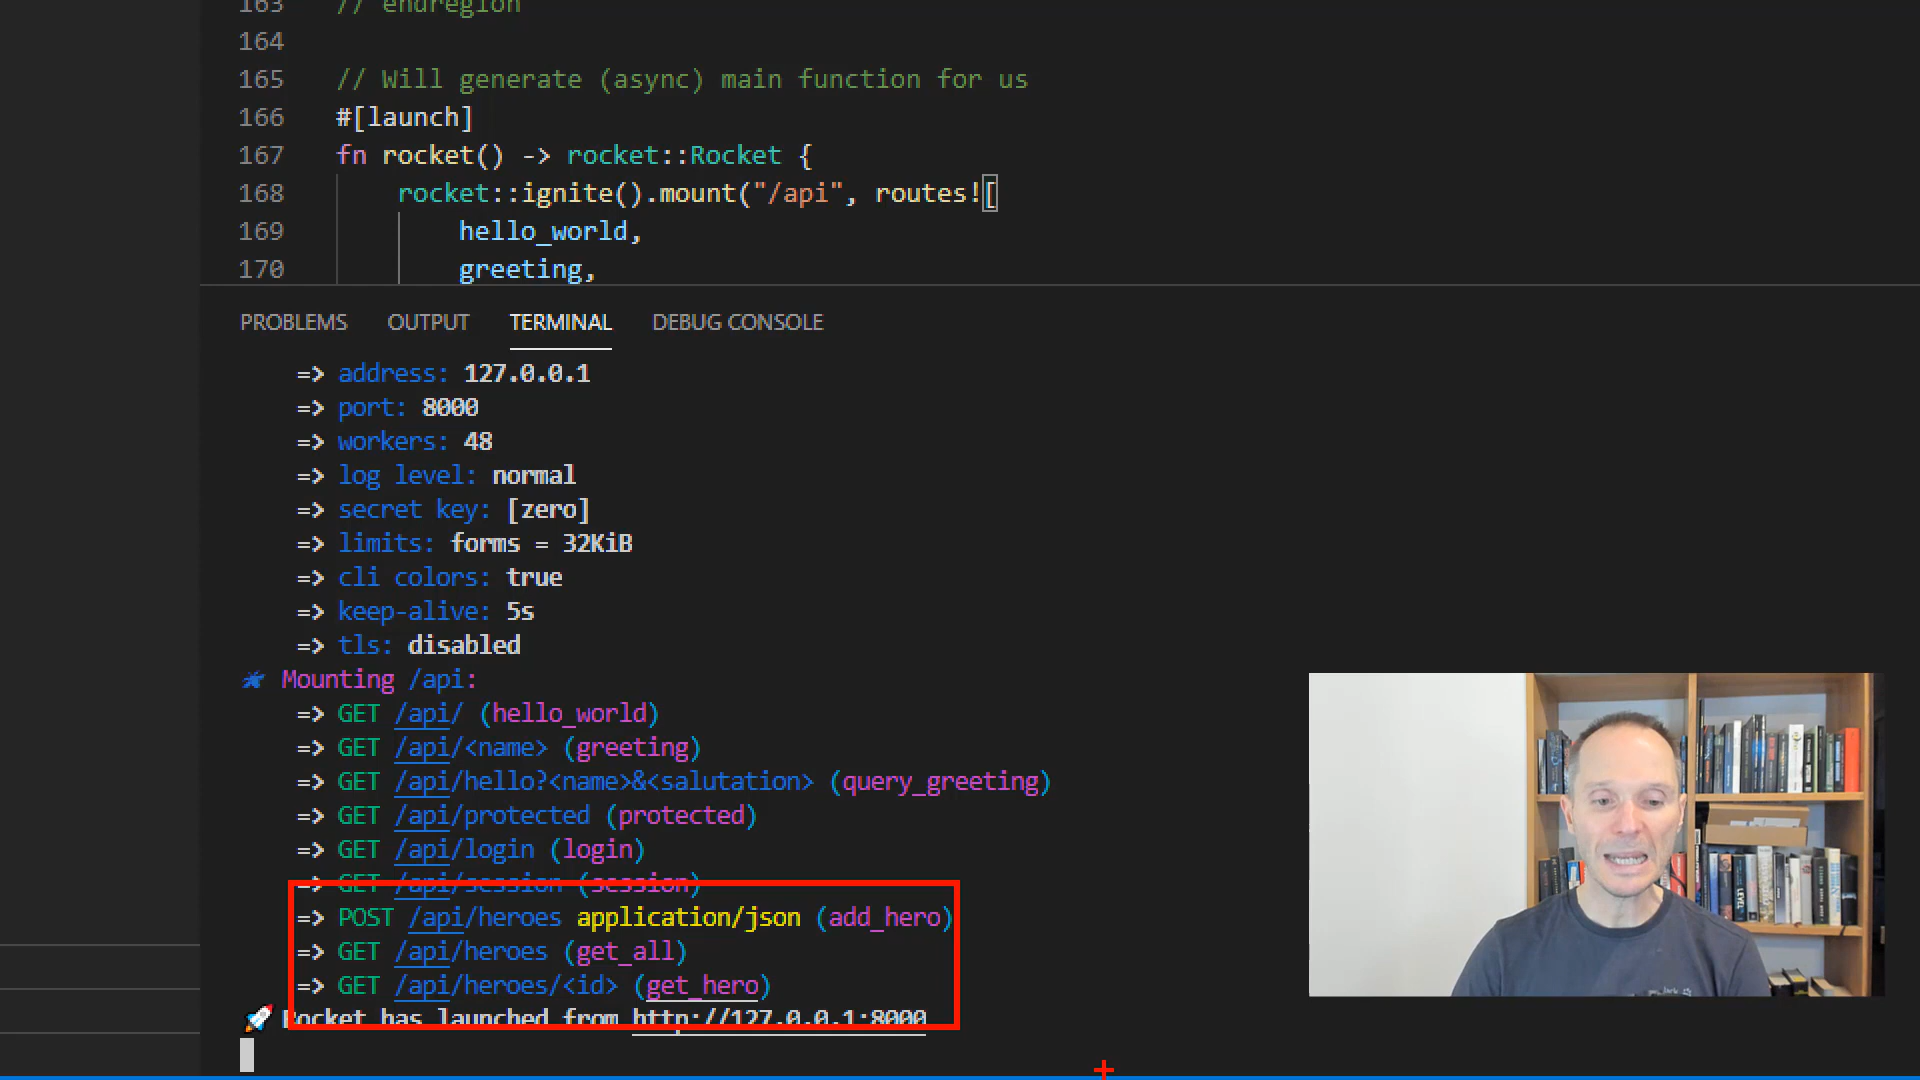 163 // endregion
164
165 // Will generate (async) main function for us
166 #[launch]
167 fn rocket() -> rocket::Rocket {
168 rocket::ignite().mount("/api", routes![
169 hello_world,
170 greeting,
PROBLEMS OUTPUT TERMINAL DEBUG CONSOLE
=> address: 127.0.0.1
=> port: 8000
=> workers: 48
=> log level: normal
=> secret key: [zero]
=> limits: forms = 32KiB
=> cli colors: true
=> keep-alive: 5s
=> tls: disabled
Mounting /api:
=> GET /api/ (hello_world)
=> GET /api/<name> (greeting)
=> GET /api/hello?<name>&<salutation> (query_greeting)
=> GET /api/protected (protected)
=> GET /api/login (login)
=> GET /api/session (session)
=> POST /api/heroes application/json (add_hero)
=> GET /api/heroes (get_all)
=> GET /api/heroes/<id> (get_hero)
🚀 Rocket has launched from http://127.0.0.1:8000